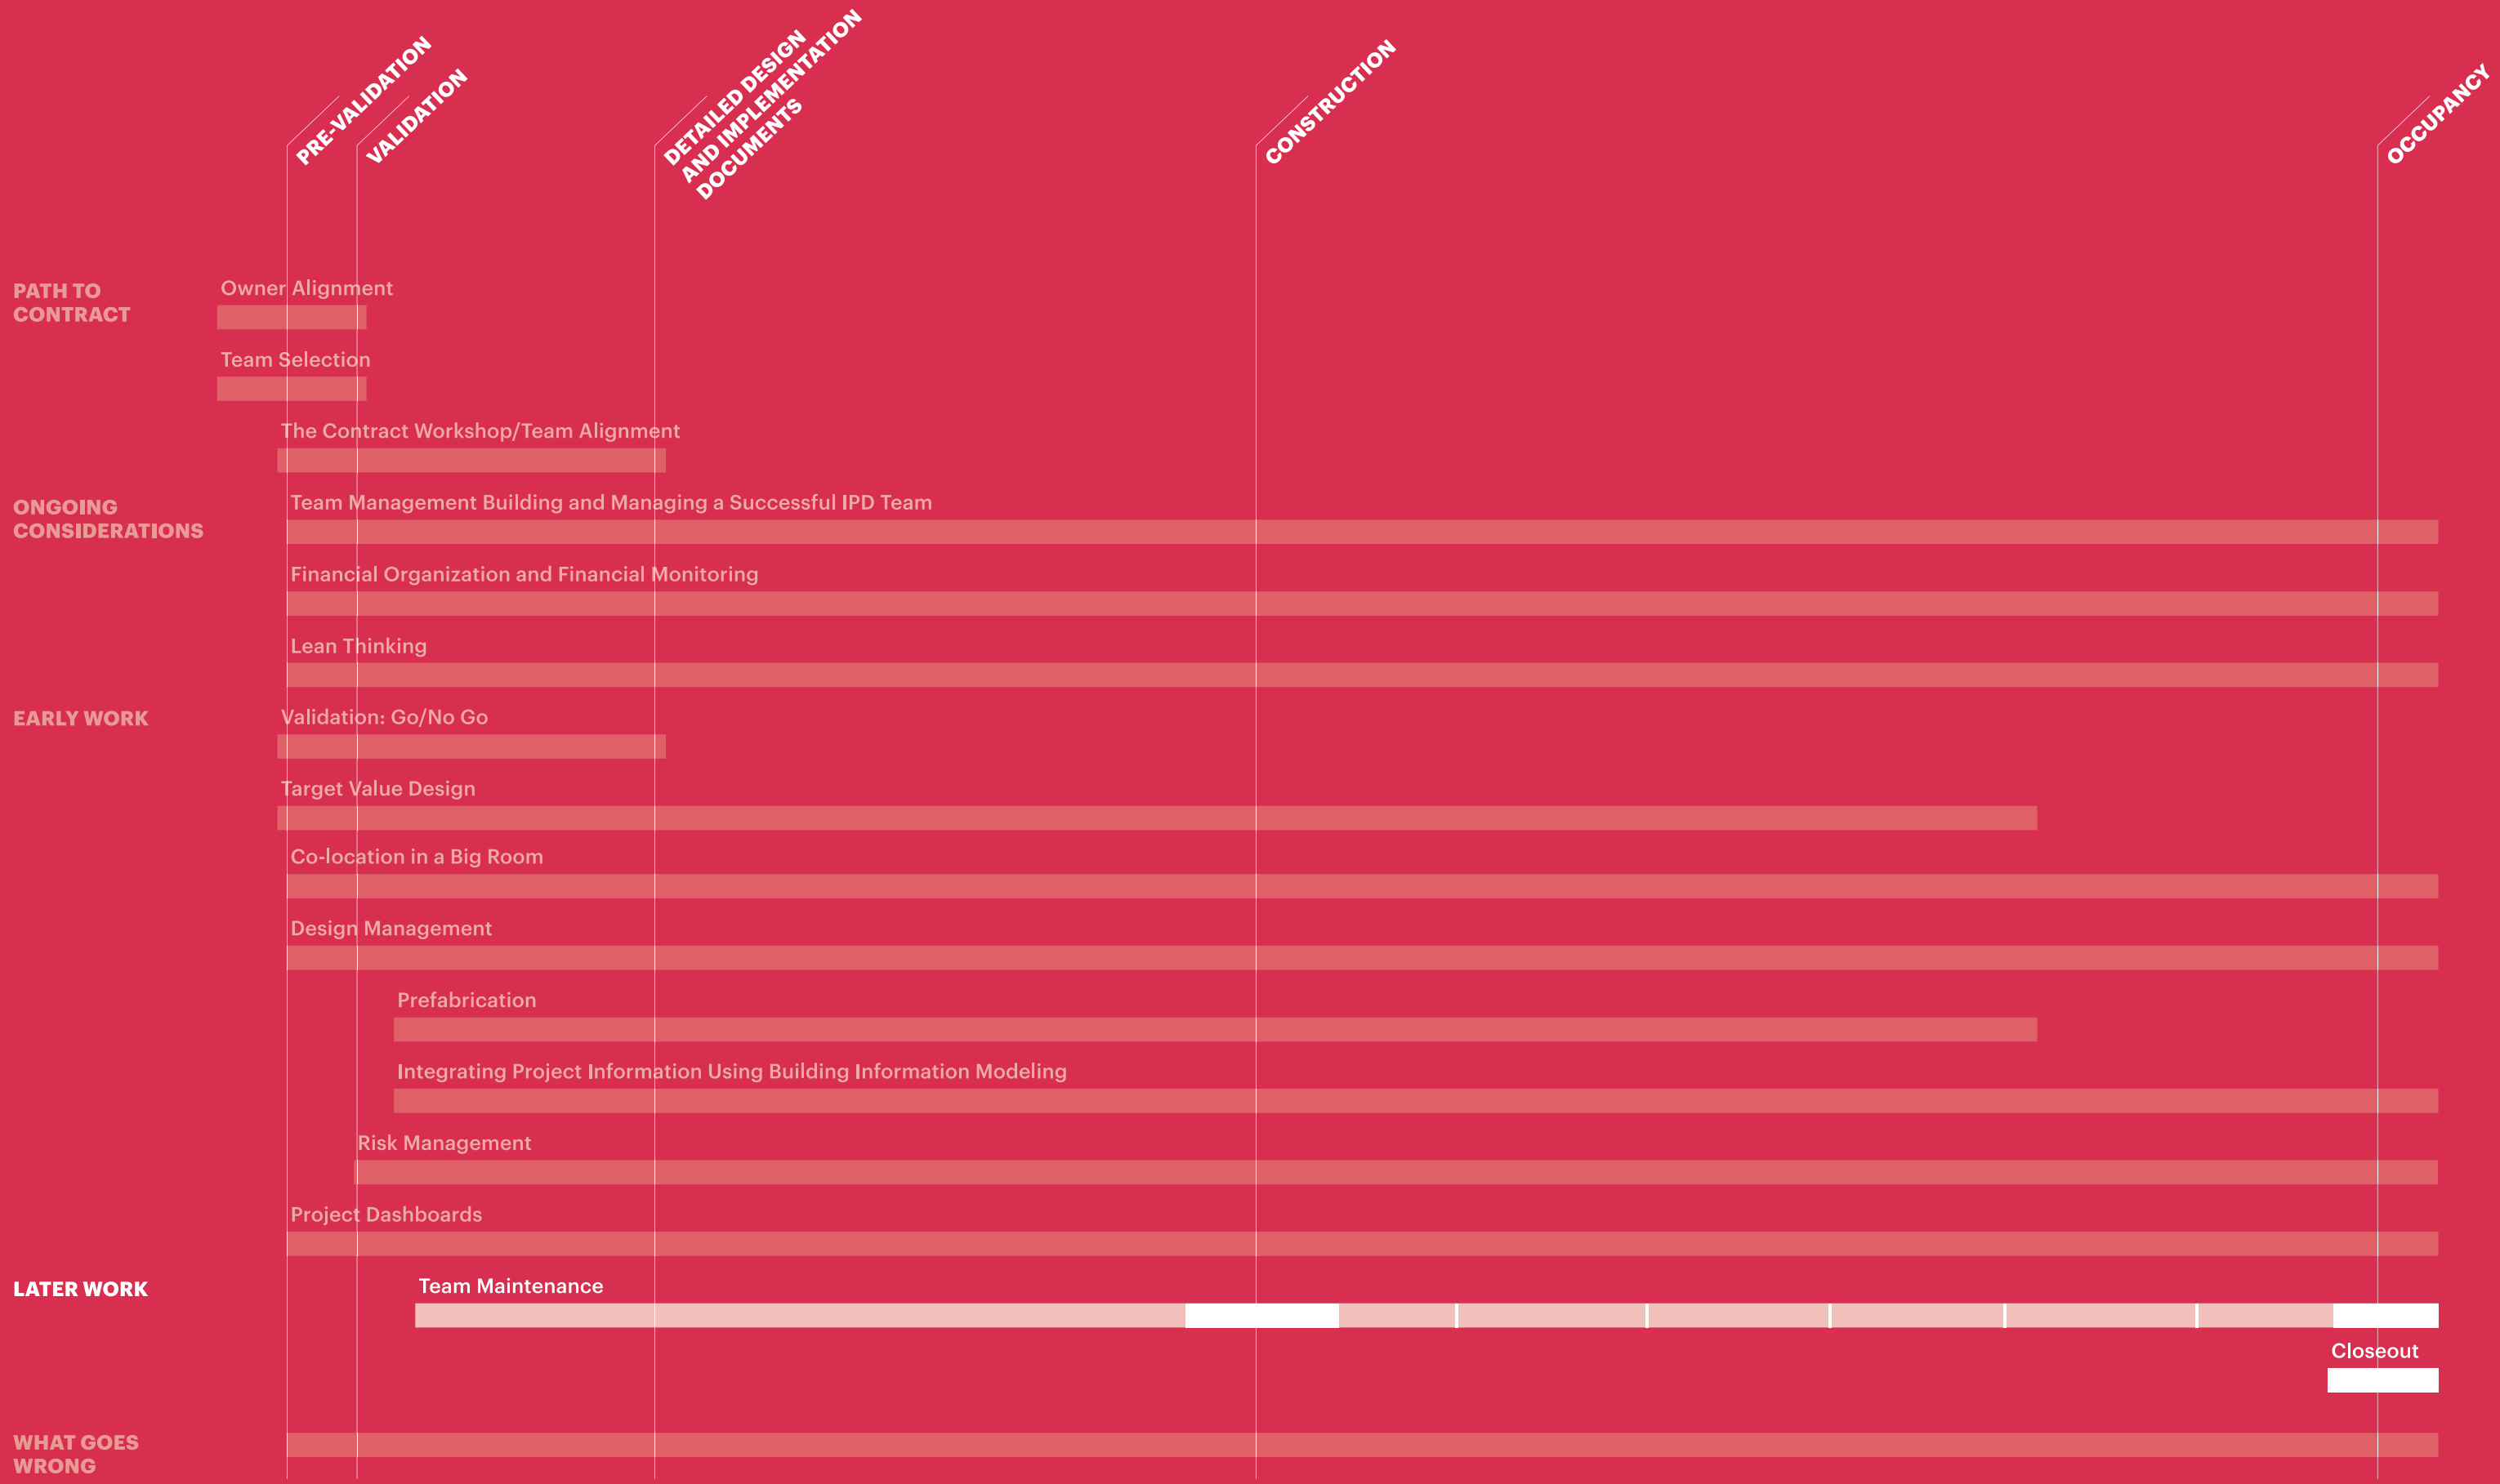 PRE-VALIDATION
VALIDATION
DETAILED DESIGN
AND IMPLEMENTATION
DOCUMENTS
CONSTRUCTION
OCCUPANCY
PATH TO
CONTRACT
Owner Alignment
Team Selection
The Contract Workshop/Team Alignment
ONGOING
CONSIDERATIONS
Team Management Building and Managing a Successful IPD Team
Financial Organization and Financial Monitoring
Lean Thinking
EARLY WORK
Validation: Go/No Go
Target Value Design
Co-location in a Big Room
Design Management
Prefabrication
Integrating Project Information Using Building Information Modeling
Risk Management
Project Dashboards
LATER WORK
Team Maintenance
Closeout
WHAT GOES
WRONG